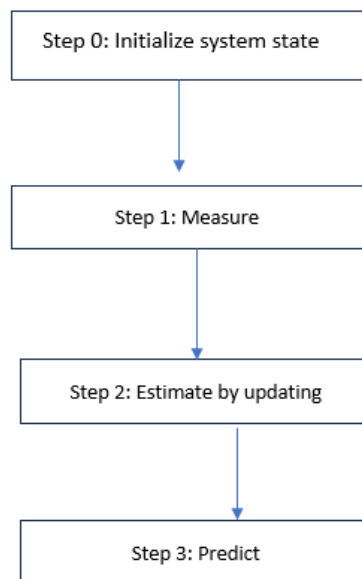 Step 0: Initialize system state
Step 1: Measure
Step 2: Estimate by updating
Step 3: Predict